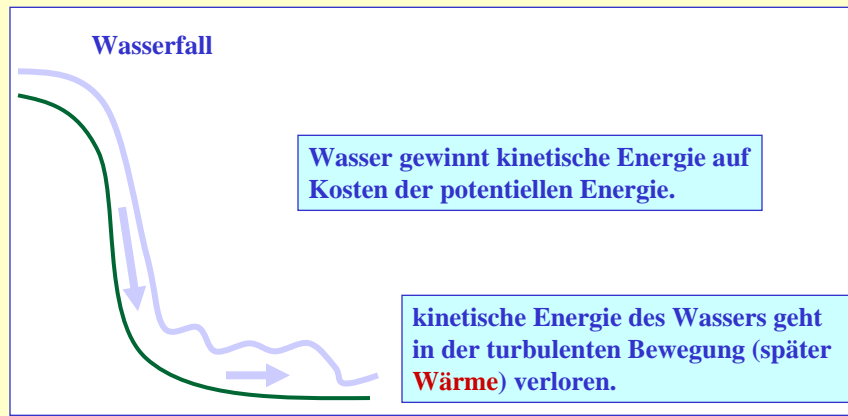 Wasserfall
Wasser gewinnt kinetische Energie auf
Kosten der potentiellen Energie.
kinetische Energie des Wassers geht
in der turbulenten Bewegung (später
Wärme) verloren.